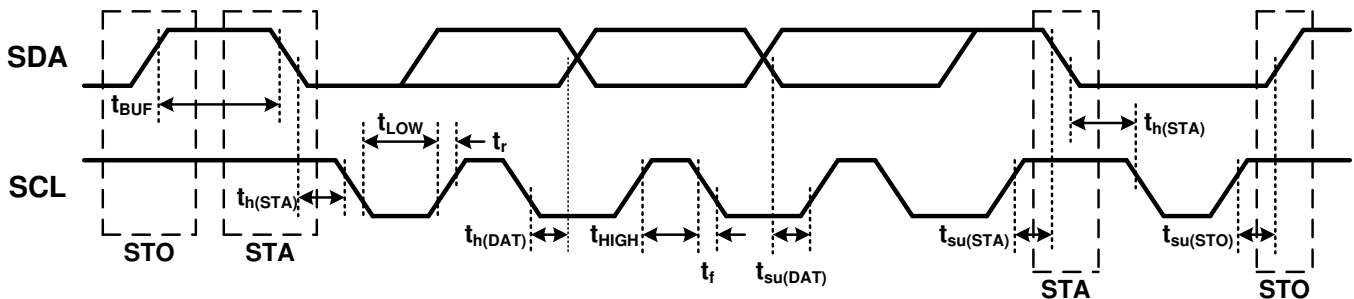 SDA
tBUF
tLOW
tr
th(STA)
SCL
th(STA)
th(DAT)
tHIGH
tf
tsu(DAT)
tsu(STA)
tsu(STO)
STO
STA
STA
STO